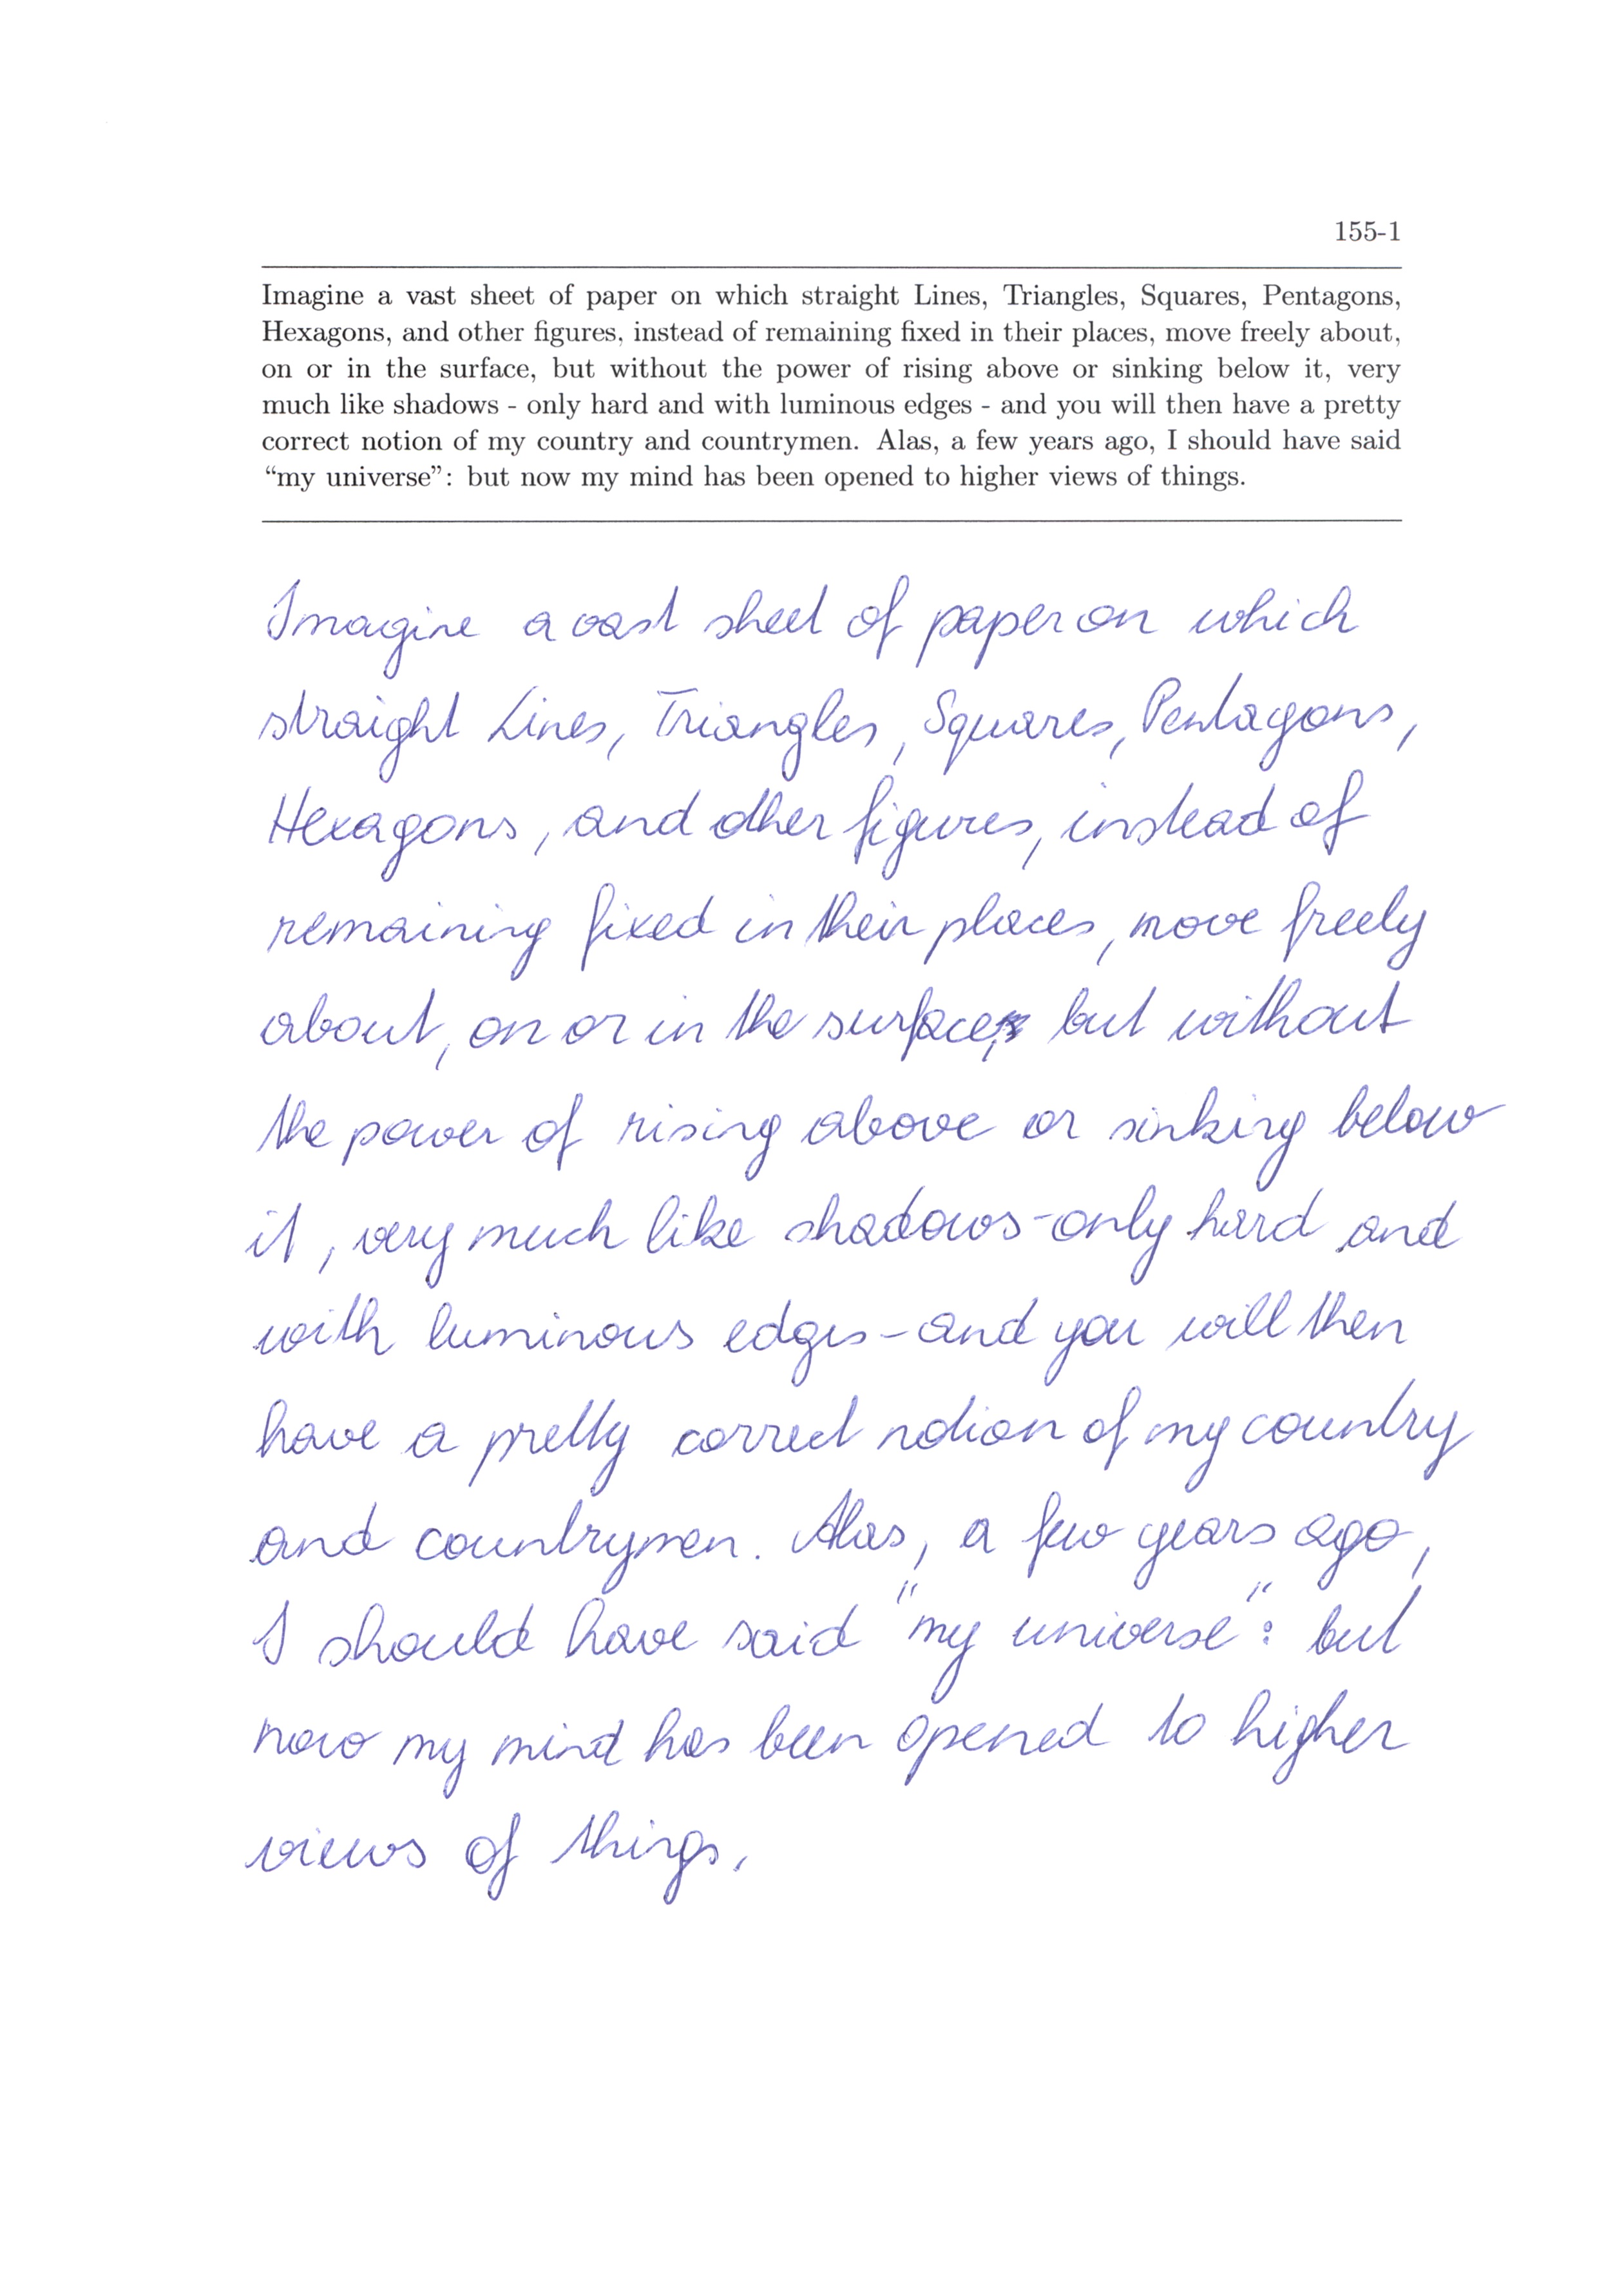 155-1
Imagine a vast sheet of paper on which straight Lines, Triangles, Squares, Pentagons,
Hexagons, and other figures, instead of remaining fixed in their places, move freely about,
on or in the surface, but without the power of rising above or sinking below it, very
much like shadows - only hard and with luminous edges - and you will then have a pretty
correct notion of my country and countrymen. Alas, a few years ago, I should have said
“my universe”: but now my mind has been opened to higher views of things.
Imagine a vast sheet of paper on which
straight Lines, Triangles, Squares, Pentagons,
Hexagons, and other figures, instead of
remaining fixed in their places, move freely
about, on or in the surface, but without
the power of rising above or sinking below
it, very much like shadows-only hard and
with luminous edges-and you will then
have a pretty correct notion of my country
and countrymen. Alas, a few years ago,
I should have said "my universe": but
now my mind has been opened to higher
views of things.